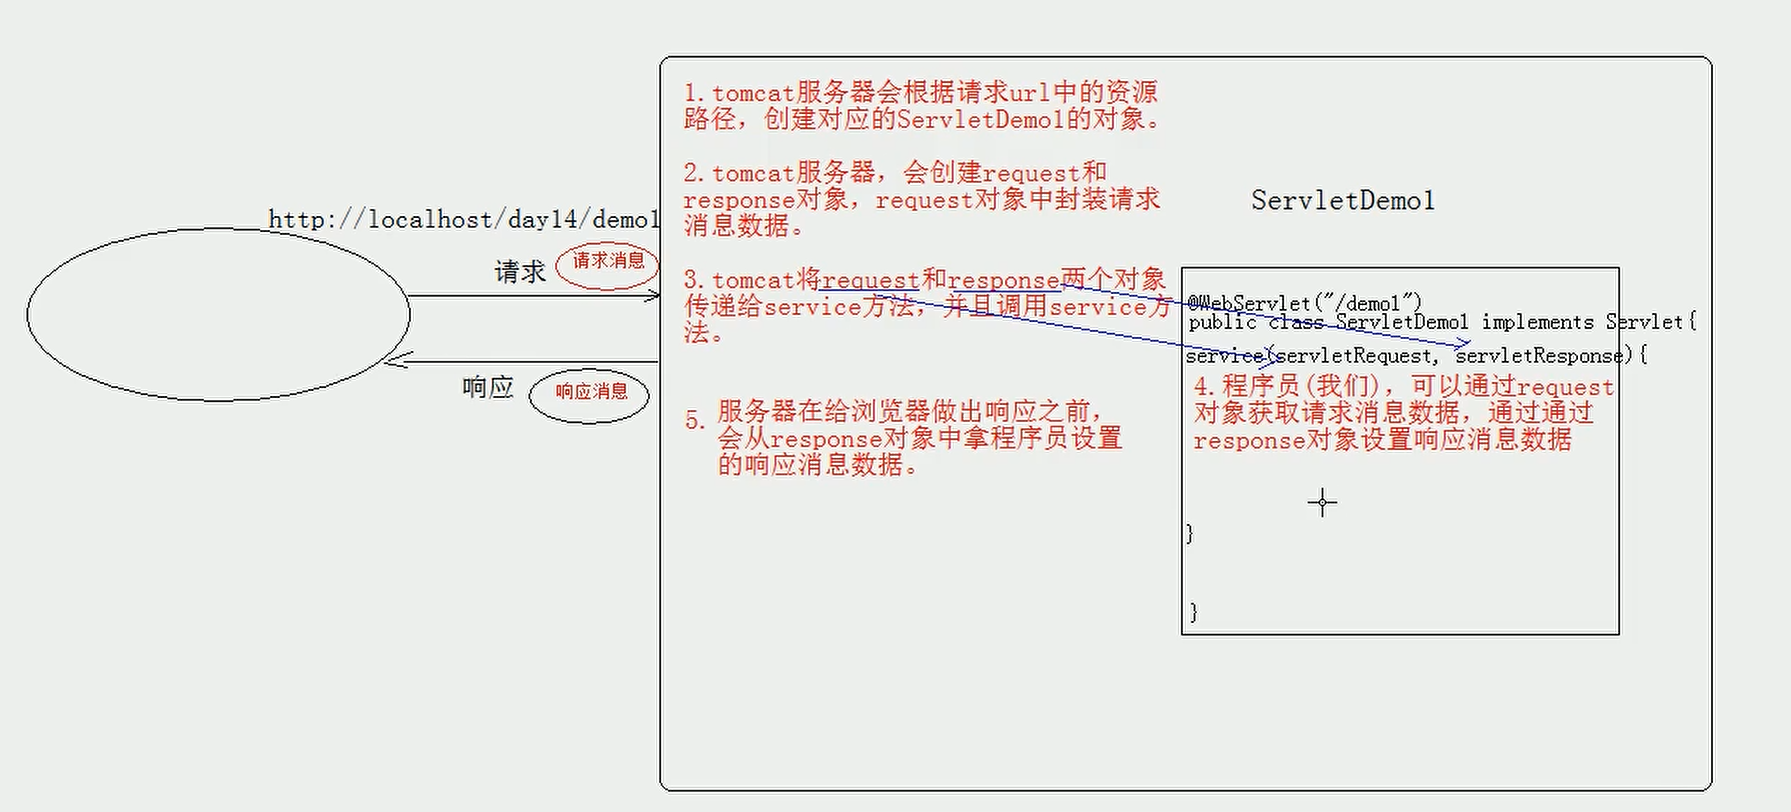 http://localhost/day14/demo1
请求
请求消息
响应
响应消息
1.tomcat服务器会根据请求url中的资源
路径，创建对应的ServletDemo1的对象。
2.tomcat服务器，会创建request和
response对象，request对象中封装请求
消息数据。
3.tomcat将request和response两个对象
传递给service方法，并且调用service方
法。
5.
服务器在给浏览器做出响应之前，
会从response对象中拿程序员设置
的响应消息数据。
ServletDemo1
@WebServlet("/demo1")
public class ServletDemo1 implements Servlet{
service(servletRequest, servletResponse){
4.程序员(我们)，可以通过request
对象获取请求消息数据，通过通过
response对象设置响应消息数据
}
}